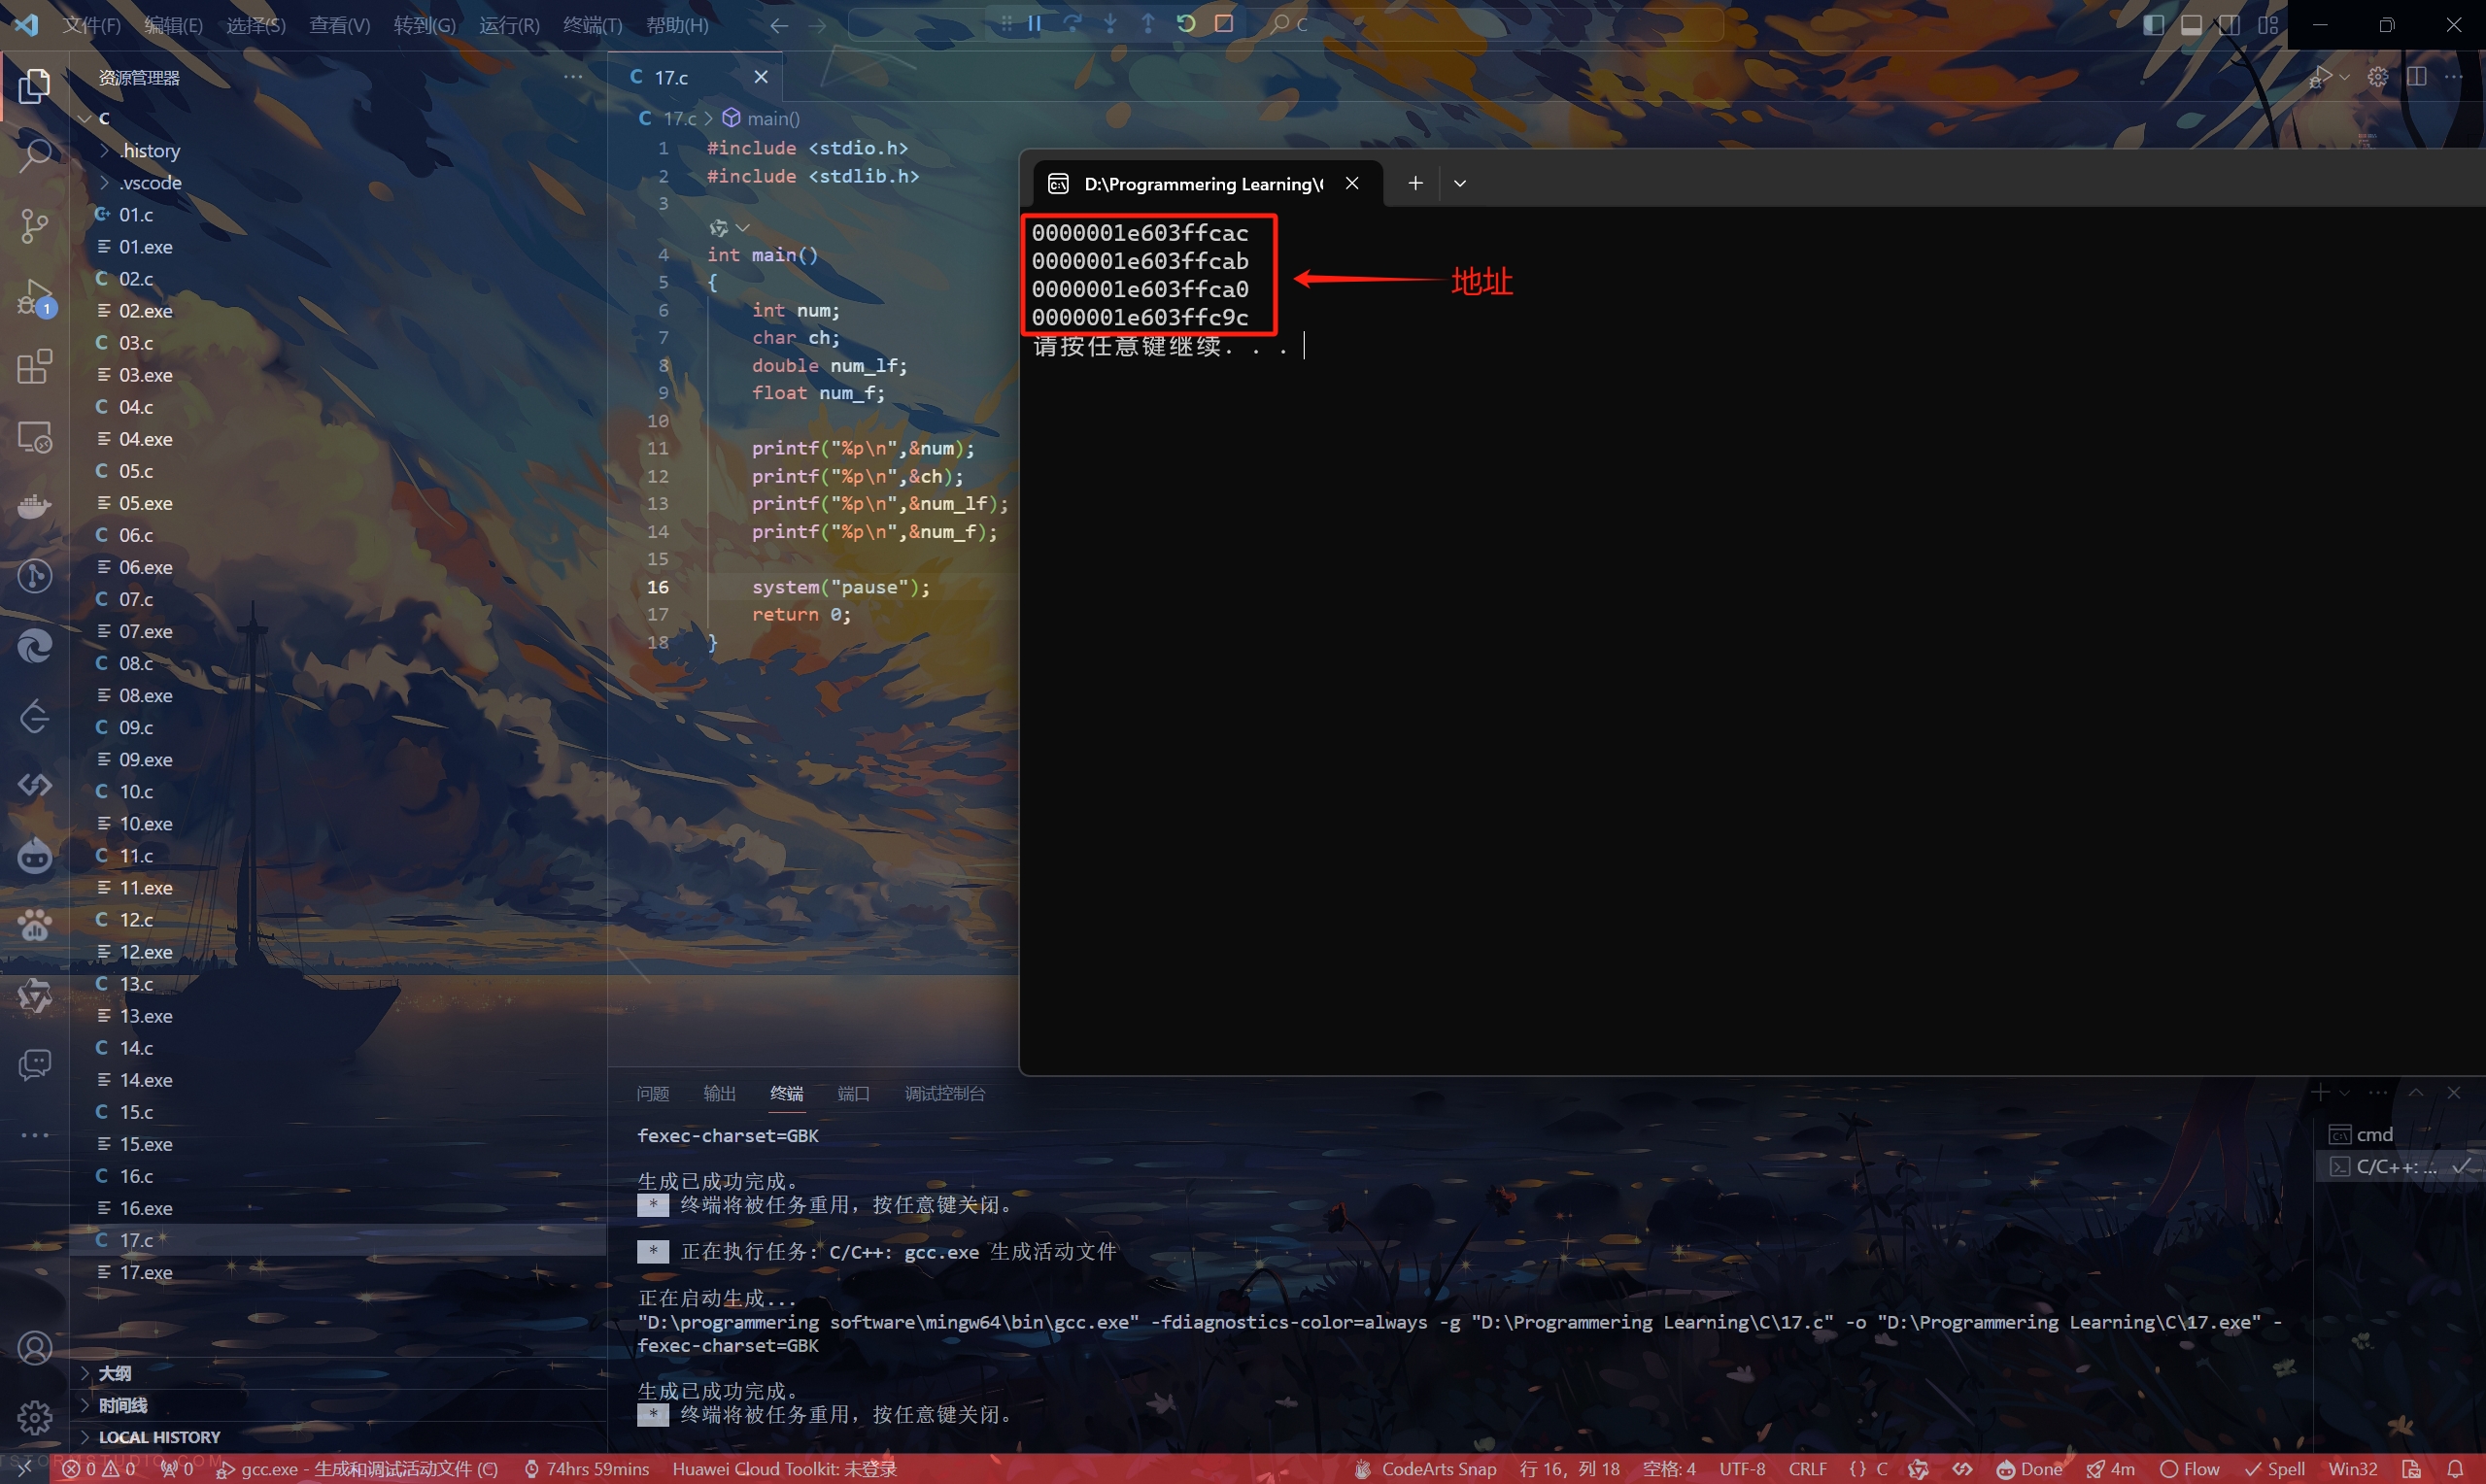 文件(F) 编辑(E) 选择(S) 查看(V) 转到(G) 运行(R) 终端(T) 帮助(H)
C
资源管理器
C
.history
.vscode
01.c
01.exe
02.c
02.exe
03.c
03.exe
04.c
04.exe
05.c
05.exe
06.c
06.exe
07.c
07.exe
08.c
08.exe
09.c
09.exe
10.c
10.exe
11.c
11.exe
12.c
12.exe
13.c
13.exe
14.c
14.exe
15.c
15.exe
16.c
16.exe
17.c
17.exe
大纲
时间线
LOCAL HISTORY
1
C 17.c
C 17.c > main()
1 #include <stdio.h>
2 #include <stdlib.h>
3
4 int main()
5 {
6 int num;
7 char ch;
8 double num_lf;
9 float num_f;
10
11 printf("%p\n",&num);
12 printf("%p\n",&ch);
13 printf("%p\n",&num_lf);
14 printf("%p\n",&num_f);
15
16 system("pause");
17 return 0;
18 }
D:\Programmering Learning\
0000001e603ffcac
0000001e603ffcab
0000001e603ffca0
0000001e603ffc9c
请按任意键继续. . .
地址
问题 输出 终端 端口 调试控制台
fexec-charset=GBK
生成已成功完成。
* 终端将被任务重用，按任意键关闭。
* 正在执行任务: C/C++: gcc.exe 生成活动文件
正在启动生成...
"D:\programmering software\mingw64\bin\gcc.exe" -fdiagnostics-color=always -g "D:\Programmering Learning\C\17.c" -o "D:\Programmering Learning\C\17.exe" -
fexec-charset=GBK
生成已成功完成。
* 终端将被任务重用，按任意键关闭。
cmd
C/C++: ...
0 0 0 gcc.exe - 生成和调试活动文件 (C) 74hrs 59mins Huawei Cloud Toolkit: 未登录 CodeArts Snap 行 16，列 18 空格: 4 UTF-8 CRLF {} C Done 4m Flow Spell Win32